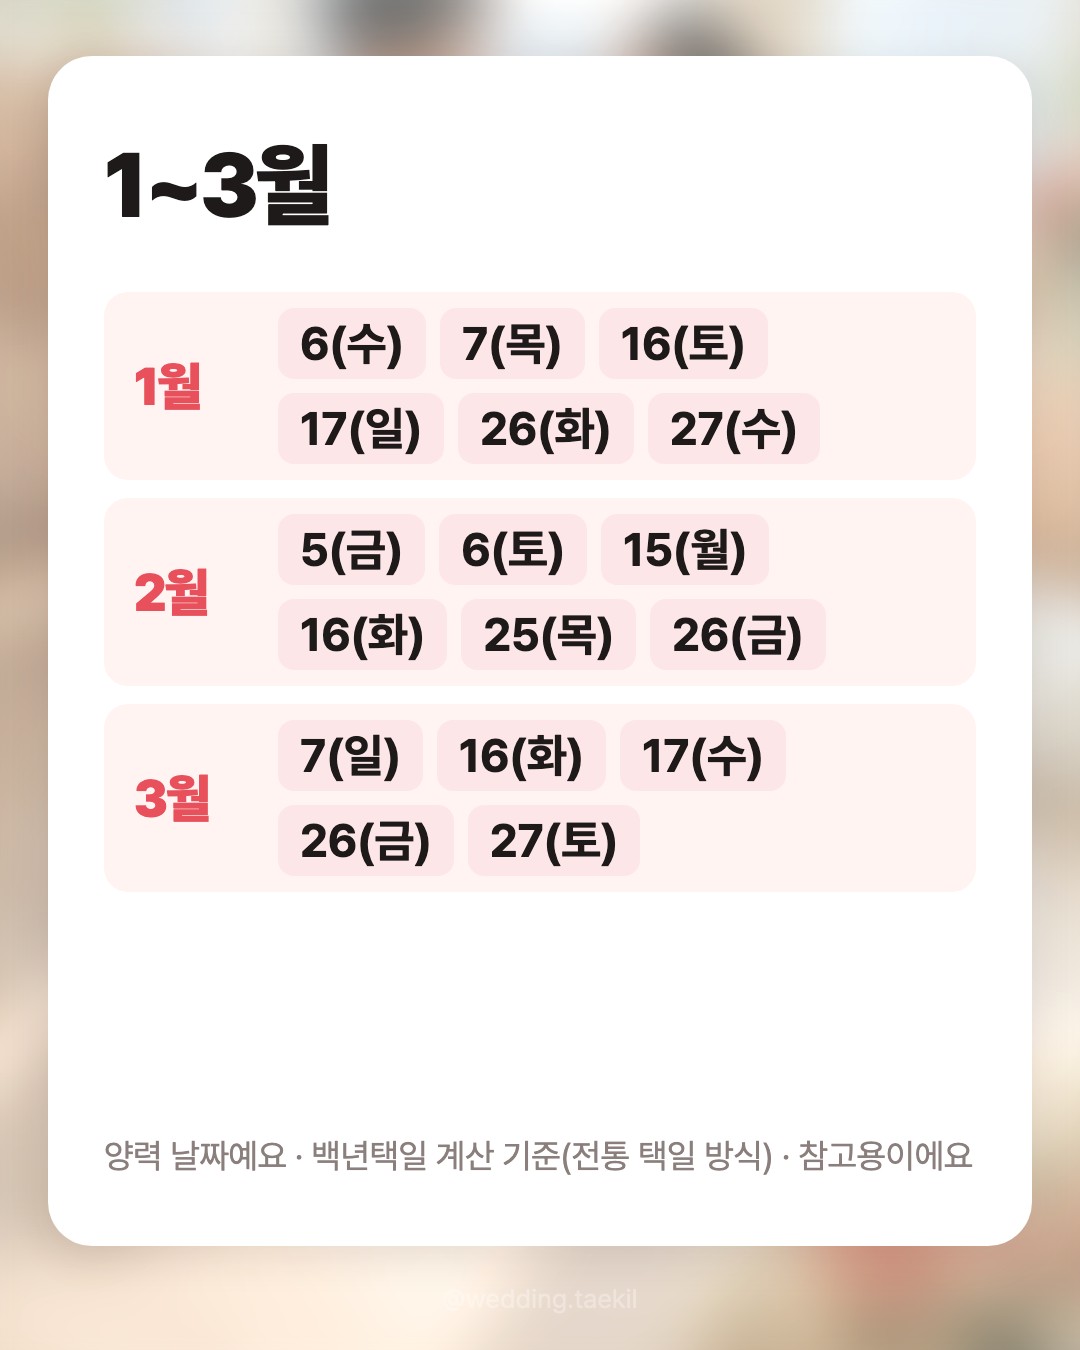 1~3월
1월
6(수) 7(목) 16(토)
17(일) 26(화) 27(수)
2월
5(금) 6(토) 15(월)
16(화) 25(목) 26(금)
3월
7(일) 16(화) 17(수)
26(금) 27(토)
양력 날짜예요 · 백년택일 계산 기준(전통 택일 방식) · 참고용이에요
@wedding.taekil